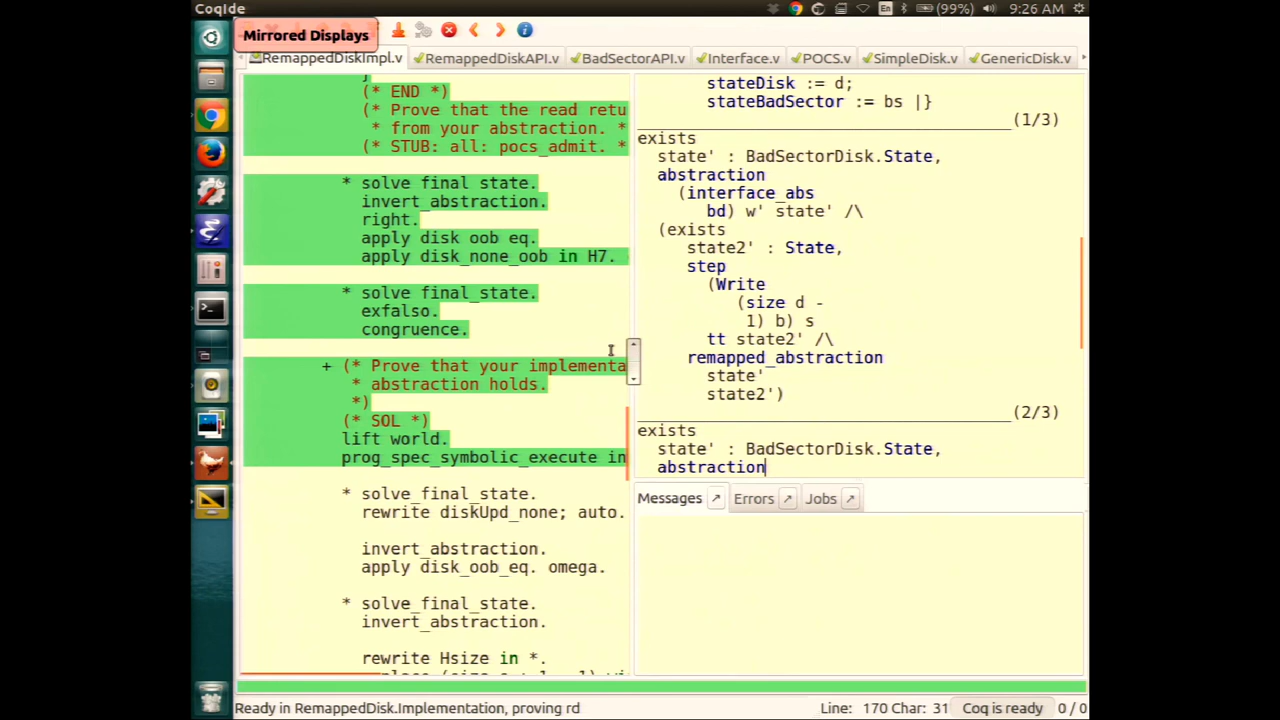 CoqIde
En
(99%)
9:26 AM
Mirrored Displays
RemappedDiskImpl.v
RemappedDiskAPI.v
BadSectorAPI.v
Interface.v
POCS.v
SimpleDisk.v
GenericDisk.v
}
(* END *)
(* Prove that the read retu
* from your abstraction. *
(* STUB: all: pocs_admit. *
* solve_final_state.
invert_abstraction.
right.
apply disk_oob_eq.
apply disk_none_oob in H7.
* solve_final_state.
exfalso.
congruence.
+ (* Prove that your implementa
* abstraction holds.
*)
(* SOL *)
lift_world.
prog_spec_symbolic_execute in
* solve_final_state.
rewrite diskUpd_none; auto.
invert_abstraction.
apply disk_oob_eq. omega.
* solve_final_state.
invert_abstraction.
rewrite Hsize in *.
stateDisk := d;
stateBadSector := bs |}
(1/3)
exists
state' : BadSectorDisk.State,
abstraction
(interface_abs
bd) w' state' /\
(exists
state2' : State,
step
(Write
(size d -
1) b) s
tt state2' /\
remapped_abstraction
state'
state2')
(2/3)
exists
state' : BadSectorDisk.State,
abstraction
Messages
Errors
Jobs
Ready in RemappedDisk.Implementation, proving rd
Line: 170 Char: 31
Coq is ready
0 / 0